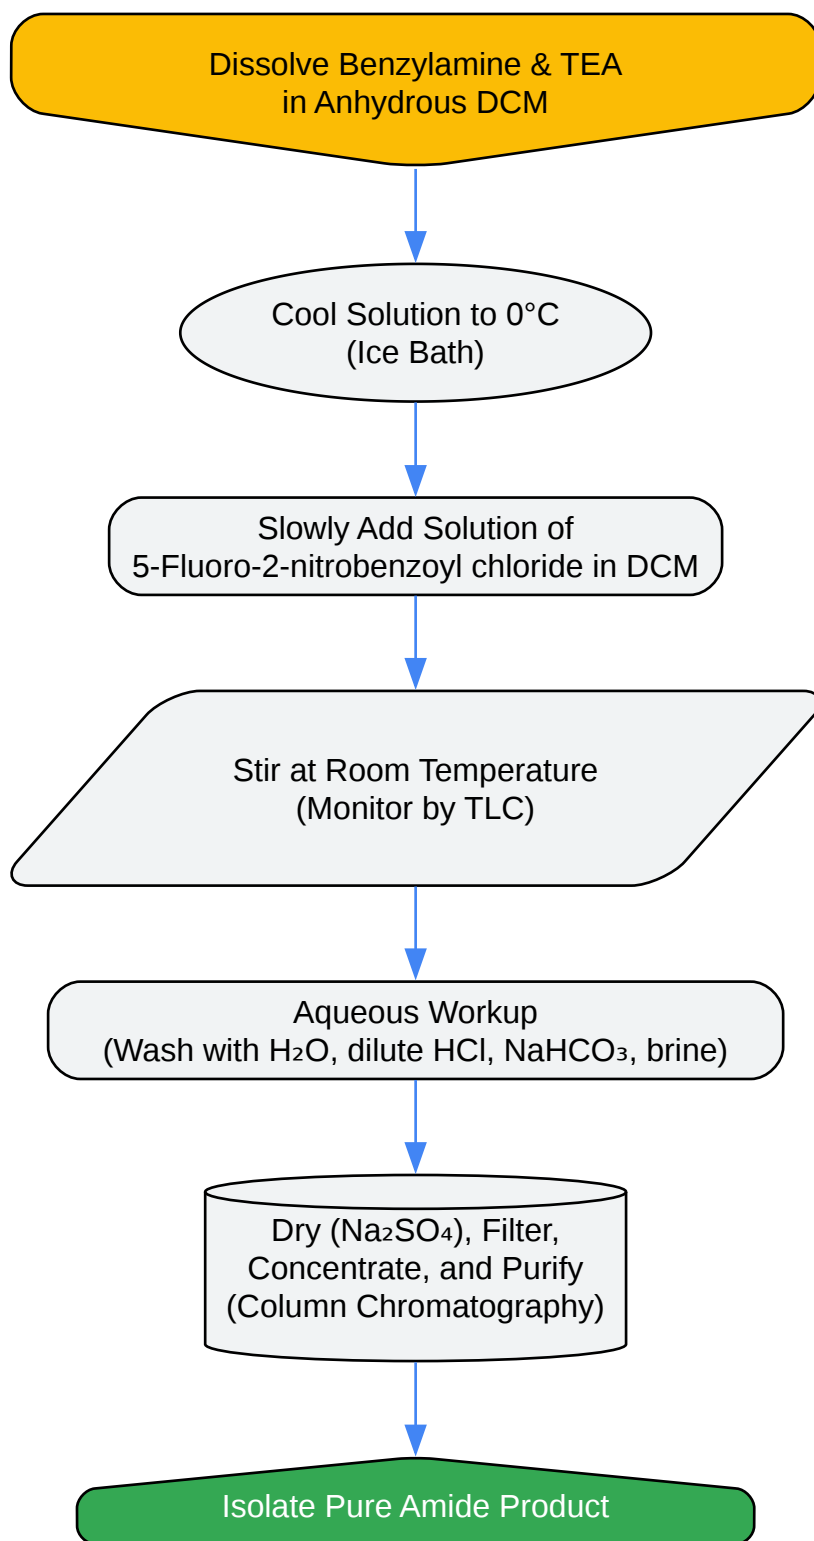 Dissolve Benzylamine & TEA
in Anhydrous DCM
Cool Solution to 0°C
(Ice Bath)
Slowly Add Solution of
5-Fluoro-2-nitrobenzoyl chloride in DCM
Stir at Room Temperature
(Monitor by TLC)
Aqueous Workup
(Wash with H₂O, dilute HCl, NaHCO₃, brine)
Dry (Na₂SO₄), Filter,
Concentrate, and Purify
(Column Chromatography)
Isolate Pure Amide Product